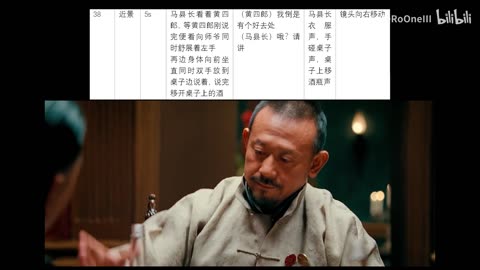 RoOneIII bilibili
38 近景 5s 马县长看着黄四 (黄四郎)我倒是 马县长 镜头向右移动
郎、等黄四郎刚说 有个好去处 衣服
完便看向师爷同 (马县长)哦?请 声、手
时舒展着左手 讲 碰桌子
再边身体向前坐 声、桌
直同时双手放到 子上移
桌子边说着,说完 酒瓶声
移开桌子上的酒